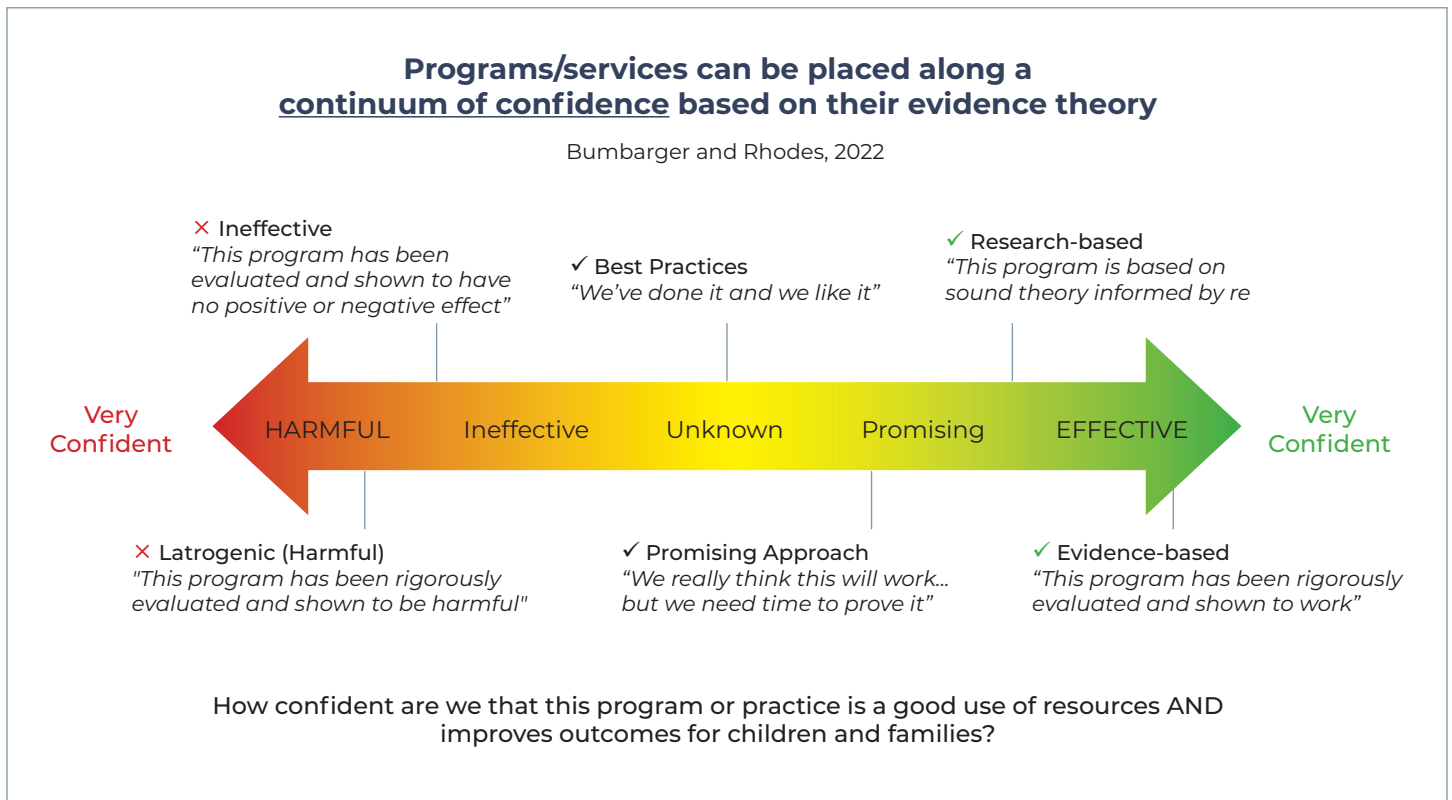 Programs/services can be placed along a
continuum of confidence based on their evidence theory
Bumbarger and Rhodes, 2022
× Ineffective
“This program has been
evaluated and shown to have
no positive or negative effect”
✓ Best Practices
“We’ve done it and we like it”
✓ Research-based
“This program is based on
sound theory informed by re
Very
Confident
HARMFUL
Ineffective
Unknown
Promising
EFFECTIVE
Very
Confident
× Latrogenic (Harmful)
"This program has been rigorously
evaluated and shown to be harmful"
✓ Promising Approach
“We really think this will work...
but we need time to prove it”
✓ Evidence-based
“This program has been rigorously
evaluated and shown to work”
How confident are we that this program or practice is a good use of resources AND
improves outcomes for children and families?